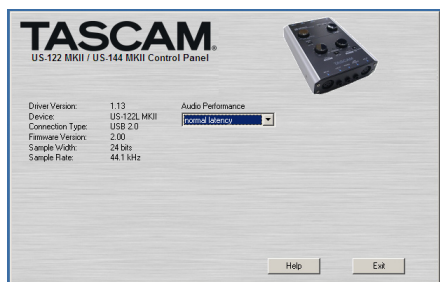 TASCAM®
US-122 MKII / US-144 MKII Control Panel
Driver Version: 1.13
Device: US-122L MKII
Connection Type: USB 2.0
Firmware Version: 2.00
Sample Width: 24 bits
Sample Rate: 44.1 kHz
Audio Performance
normal latency
Help
Exit